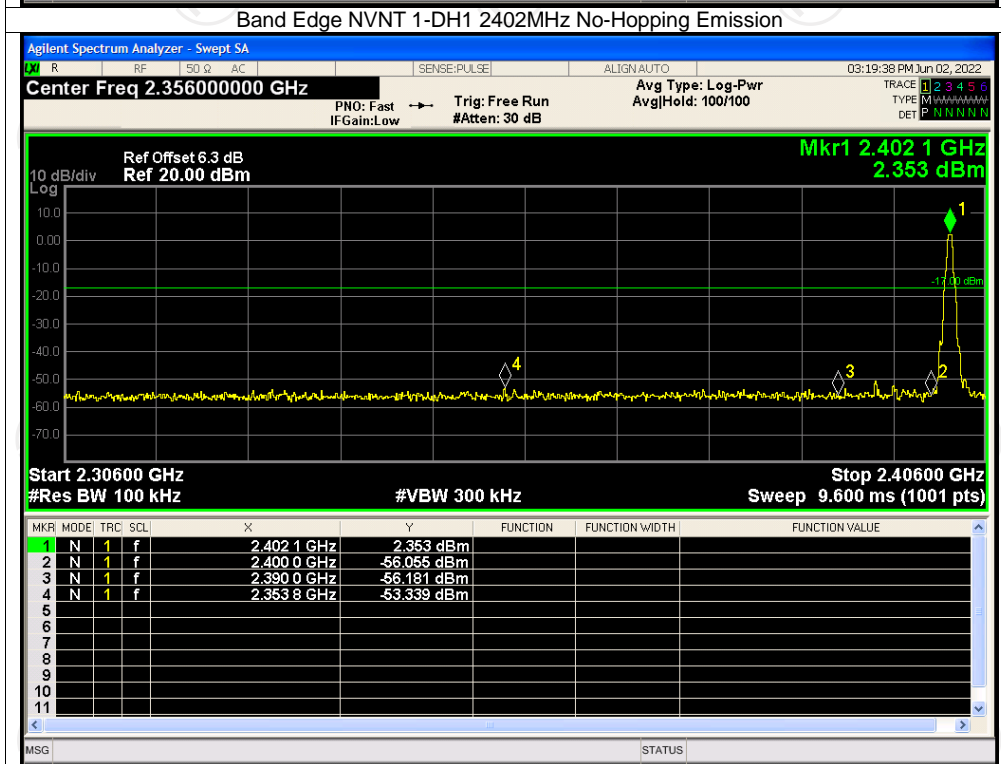 Band Edge NVNT 1-DH1 2402MHz No-Hopping Emission
Agilent Spectrum Analyzer - Swept SA
LXI R RF 50 Ω AC SENSE:PULSE ALIGN AUTO 03:19:38 PM Jun 02, 2022
Center Freq 2.356000000 GHz Avg Type: Log-Pwr TRACE 1 2 3 4 5 6
PNO: Fast Trig: Free Run Avg|Hold: 100/100 TYPE M WWWWW
IFGain:Low #Atten: 30 dB DET P N N N N N
Mkr1 2.402 1 GHz
Ref Offset 6.3 dB
10 dB/div Ref 20.00 dBm 2.353 dBm
Log
10.0
1
0.00
-10.0
-17.00 dBm
-20.0
-30.0
-40.0
4
3
2
-50.0
-60.0
-70.0
Start 2.30600 GHz Stop 2.40600 GHz
#Res BW 100 kHz #VBW 300 kHz Sweep 9.600 ms (1001 pts)
MKR MODE TRC SCL X Y FUNCTION FUNCTION WIDTH FUNCTION VALUE
1 N 1 f 2.402 1 GHz 2.353 dBm
2 N 1 f 2.400 0 GHz -56.055 dBm
3 N 1 f 2.390 0 GHz -56.181 dBm
4 N 1 f 2.353 8 GHz -53.339 dBm
5
6
7
8
9
10
11
MSG STATUS